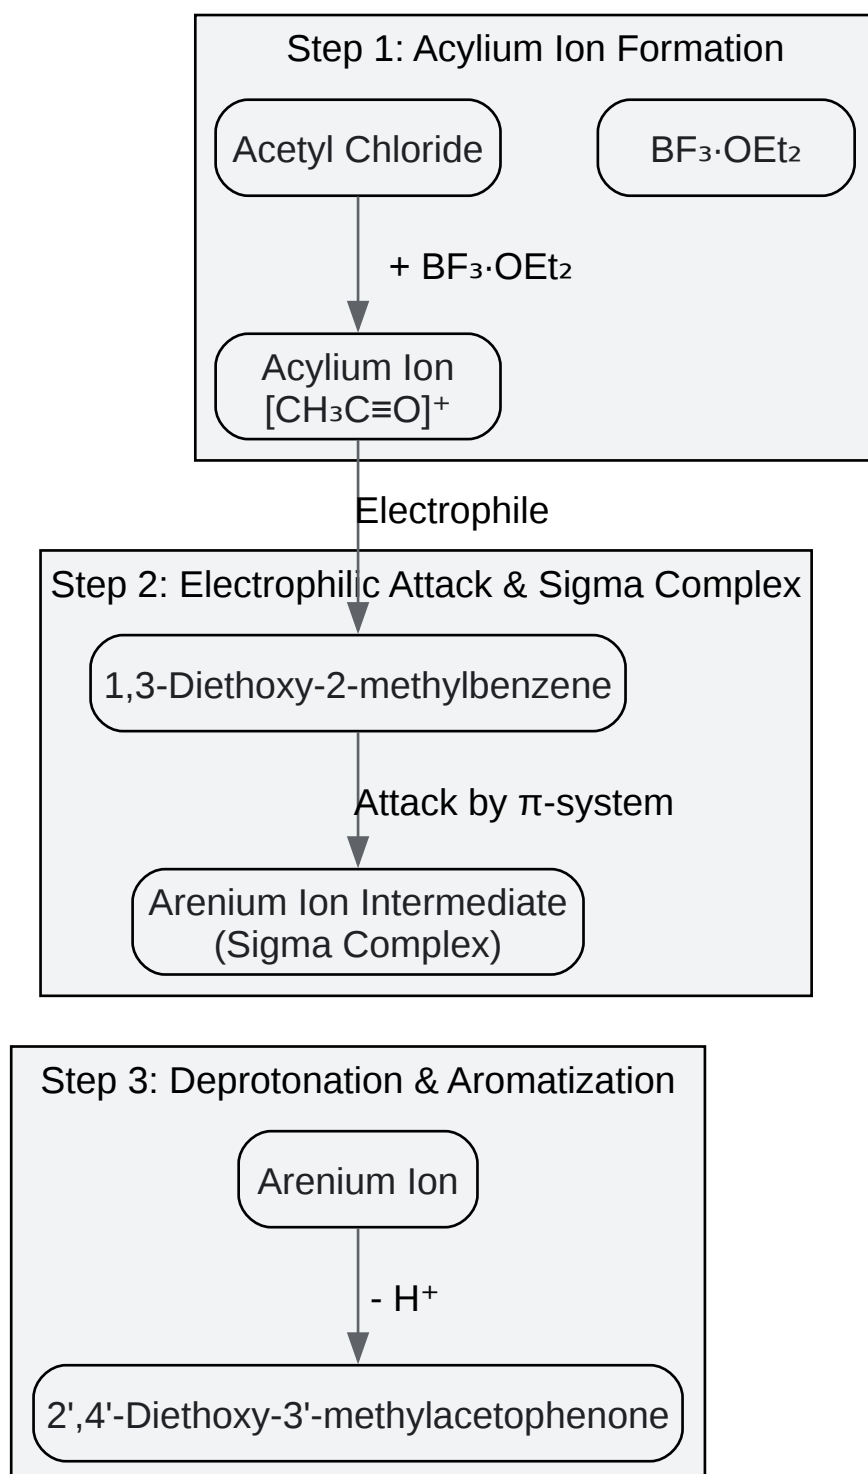 Step 1: Acylium Ion Formation
Acetyl Chloride
BF₃·OEt₂
+ BF₃·OEt₂
Acylium Ion
[CH₃C≡O]⁺
Electrophile
Step 2: Electrophilic Attack & Sigma Complex
1,3-Diethoxy-2-methylbenzene
Attack by π-system
Arenium Ion Intermediate
(Sigma Complex)
Step 3: Deprotonation & Aromatization
Arenium Ion
- H⁺
2',4'-Diethoxy-3'-methylacetophenone